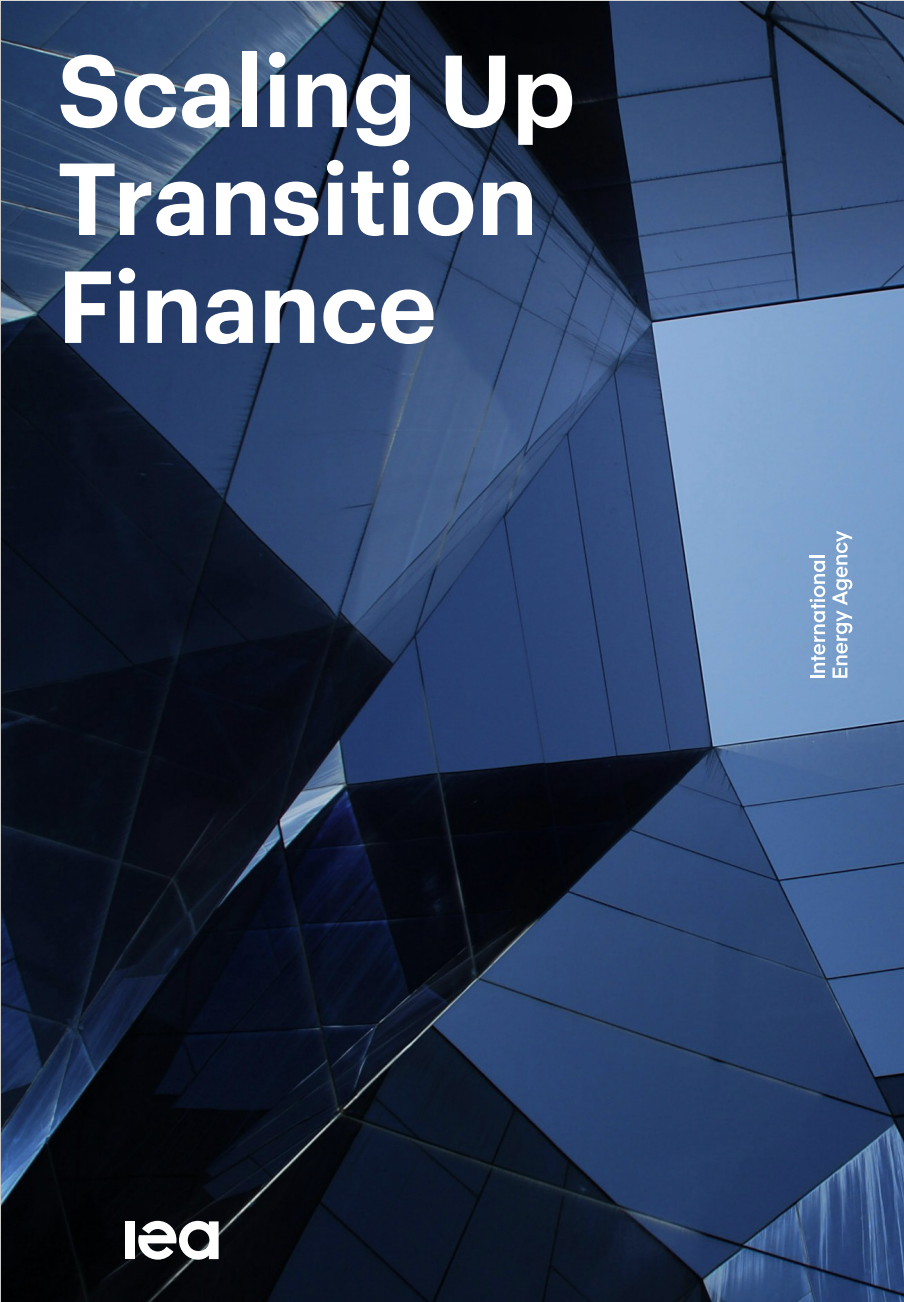 Scaling Up
Transition
Finance
International
Energy Agency
iea